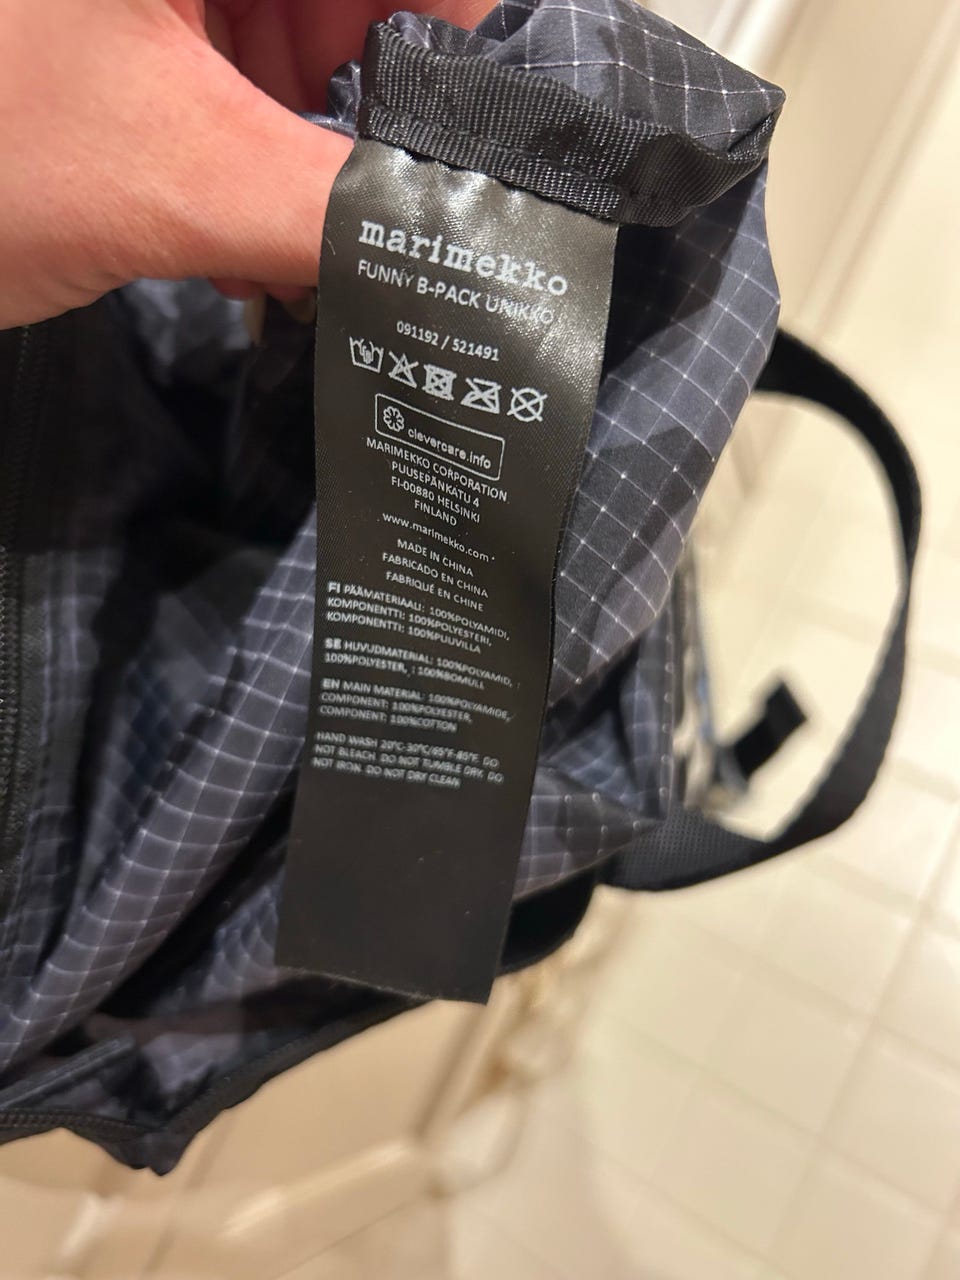 marimekko
FUNNY B-PACK UNIKKO
091192 / 521491
clevercare.info
MARIMEKKO CORPORATION
PUUSEPÄNKATU 4
FI-00880 HELSINKI
FINLAND
www.marimekko.com
MADE IN CHINA
FABRICADO EN CHINA
FABRIQUÉ EN CHINE
FI PÄÄMATERIAALI: 100%POLYAMIDI,
KOMPONENTTI: 100%POLYESTERI,
KOMPONENTTI: 100%PUUVILLA
SE HUVUDMATERIAL: 100%POLYAMID, :
100%POLYESTER, : 100%BOMULL
EN MAIN MATERIAL: 100%POLYAMIDE,
COMPONENT: 100%POLYESTER,
COMPONENT: 100%COTTON
HAND WASH 20°C-30°C/65°F-85°F. DO
NOT BLEACH. DO NOT TUMBLE DRY. DO
NOT IRON. DO NOT DRY CLEAN